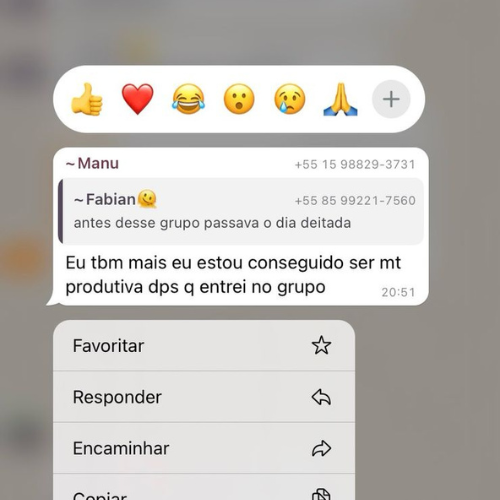 ~Manu +55 15 98829-3731
~Fabian🫠 +55 85 99221-7560
antes desse grupo passava o dia deitada
Eu tbm mais eu estou conseguido ser mt
produtiva dps q entrei no grupo 20:51
Favoritar
Responder
Encaminhar
Copiar